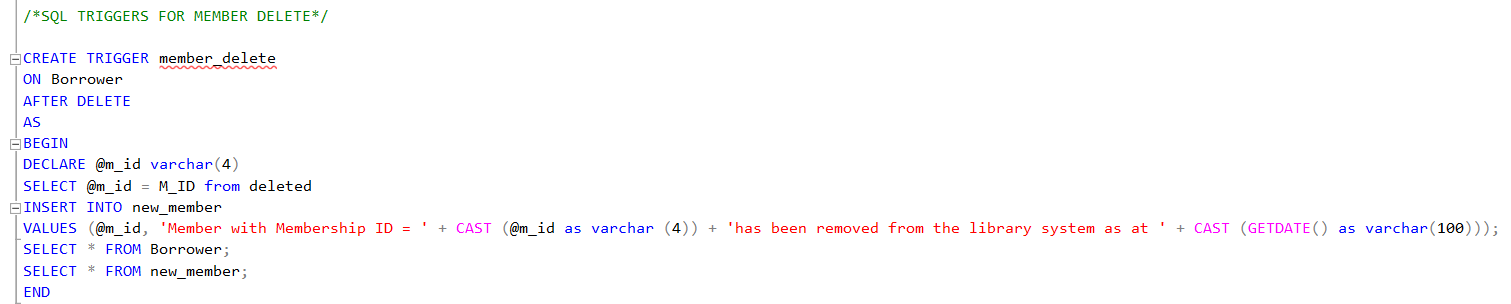 /*SQL TRIGGERS FOR MEMBER DELETE*/
CREATE TRIGGER member_delete
ON Borrower
AFTER DELETE
AS
BEGIN
DECLARE @m_id varchar(4)
SELECT @m_id = M_ID from deleted
INSERT INTO new_member
VALUES (@m_id, 'Member with Membership ID = ' + CAST (@m_id as varchar (4)) + 'has been removed from the library system as at ' + CAST (GETDATE() as varchar(100)));
SELECT * FROM Borrower;
SELECT * FROM new_member;
END